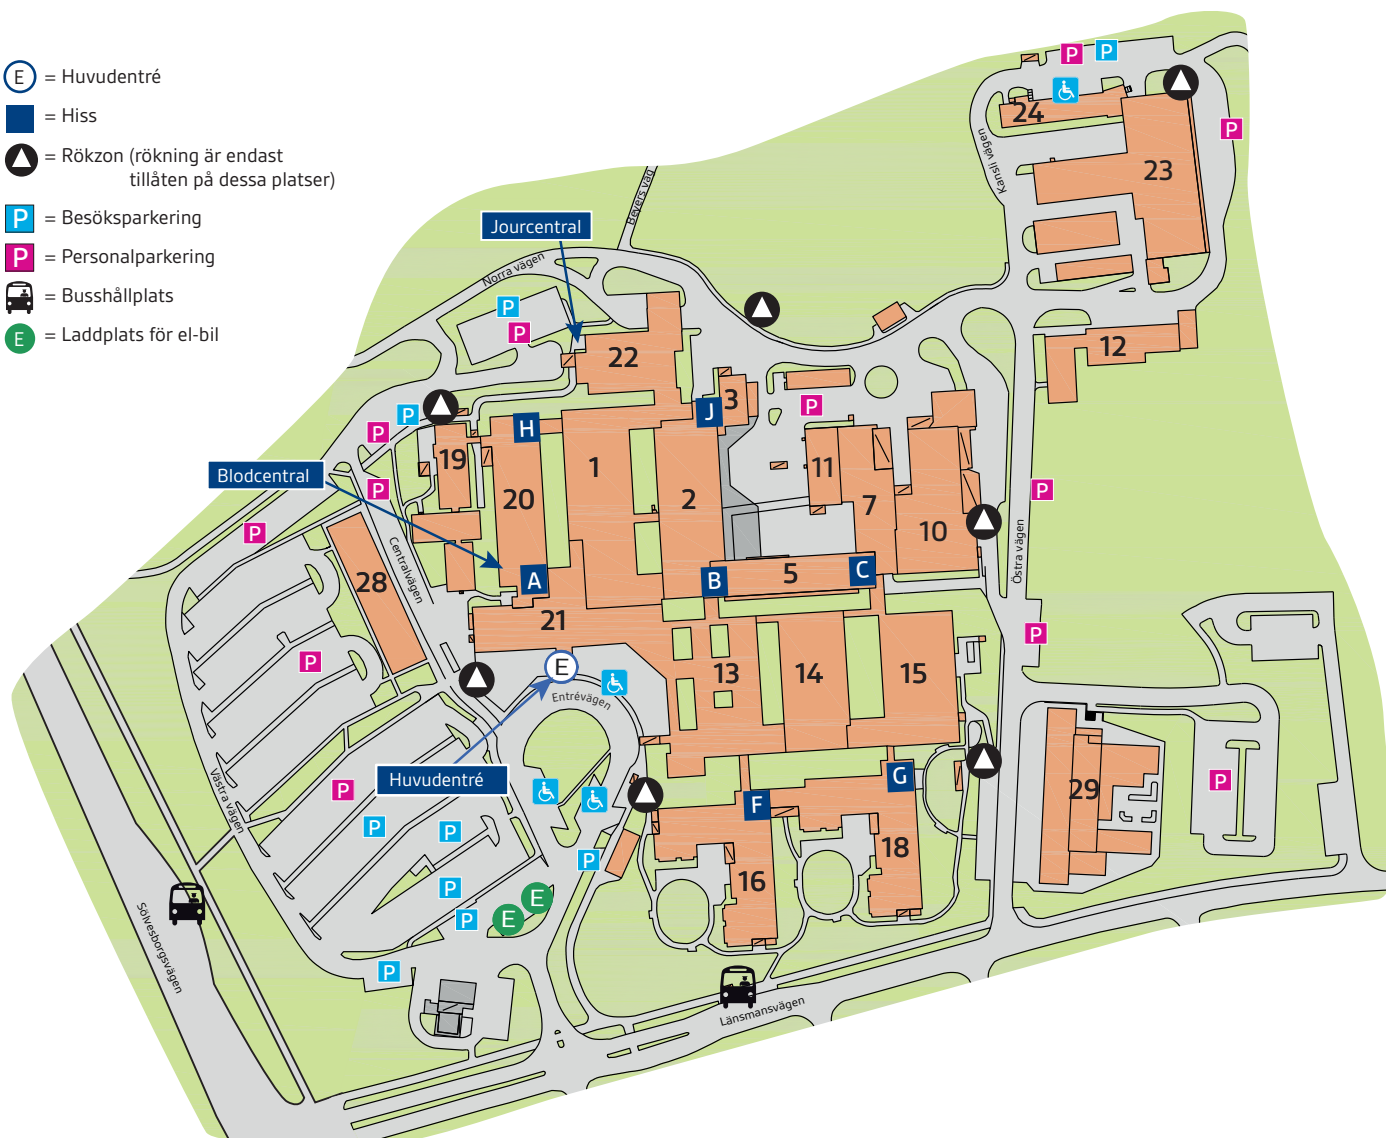 E = Huvudentré
= Hiss
= Rökzon (rökning är endast
tillåten på dessa platser)
P = Besöksparkering
P = Personalparkering
= Busshållplats
E = Laddplats för el-bil
P P
24
P
23
Kansli vägen
Beyers väg
Jourcentral
Norra vägen
P
P
22
12
J 3
P
P
P
H
19
1
11
Blodcentral
P
20
2
7
P
P
10
Centralvägen
Östra vägen
28
A
B
5
C
21
P
P
E
13
14
15
Entrévägen
Huvudentré
Västra vägen
P
P
P
F
G
29
P
P
18
16
P
P
E
E
P
Sölvesborgsvägen
Länsmansvägen